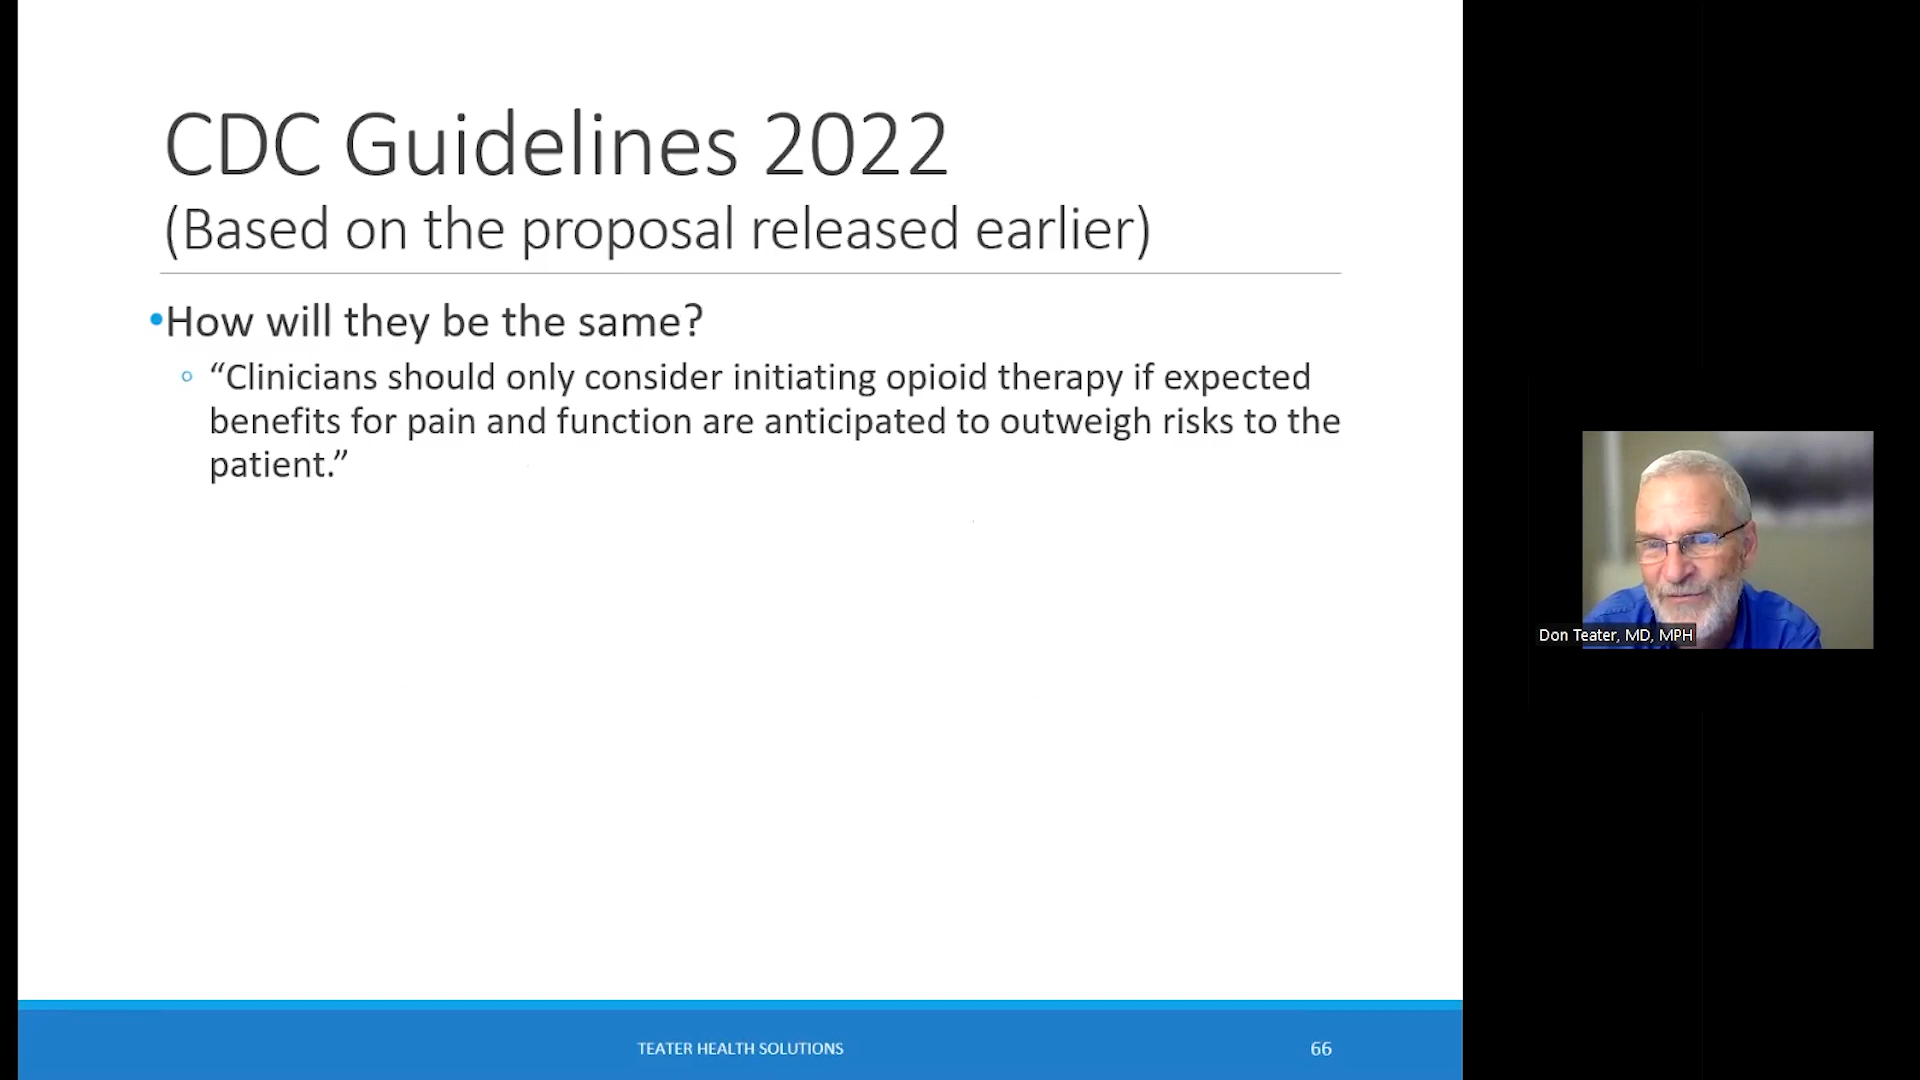 CDC Guidelines 2022
(Based on the proposal released earlier)
•How will they be the same?
◦ “Clinicians should only consider initiating opioid therapy if expected
benefits for pain and function are anticipated to outweigh risks to the
patient.”
Don Teater, MD, MPH
TEATER HEALTH SOLUTIONS
66